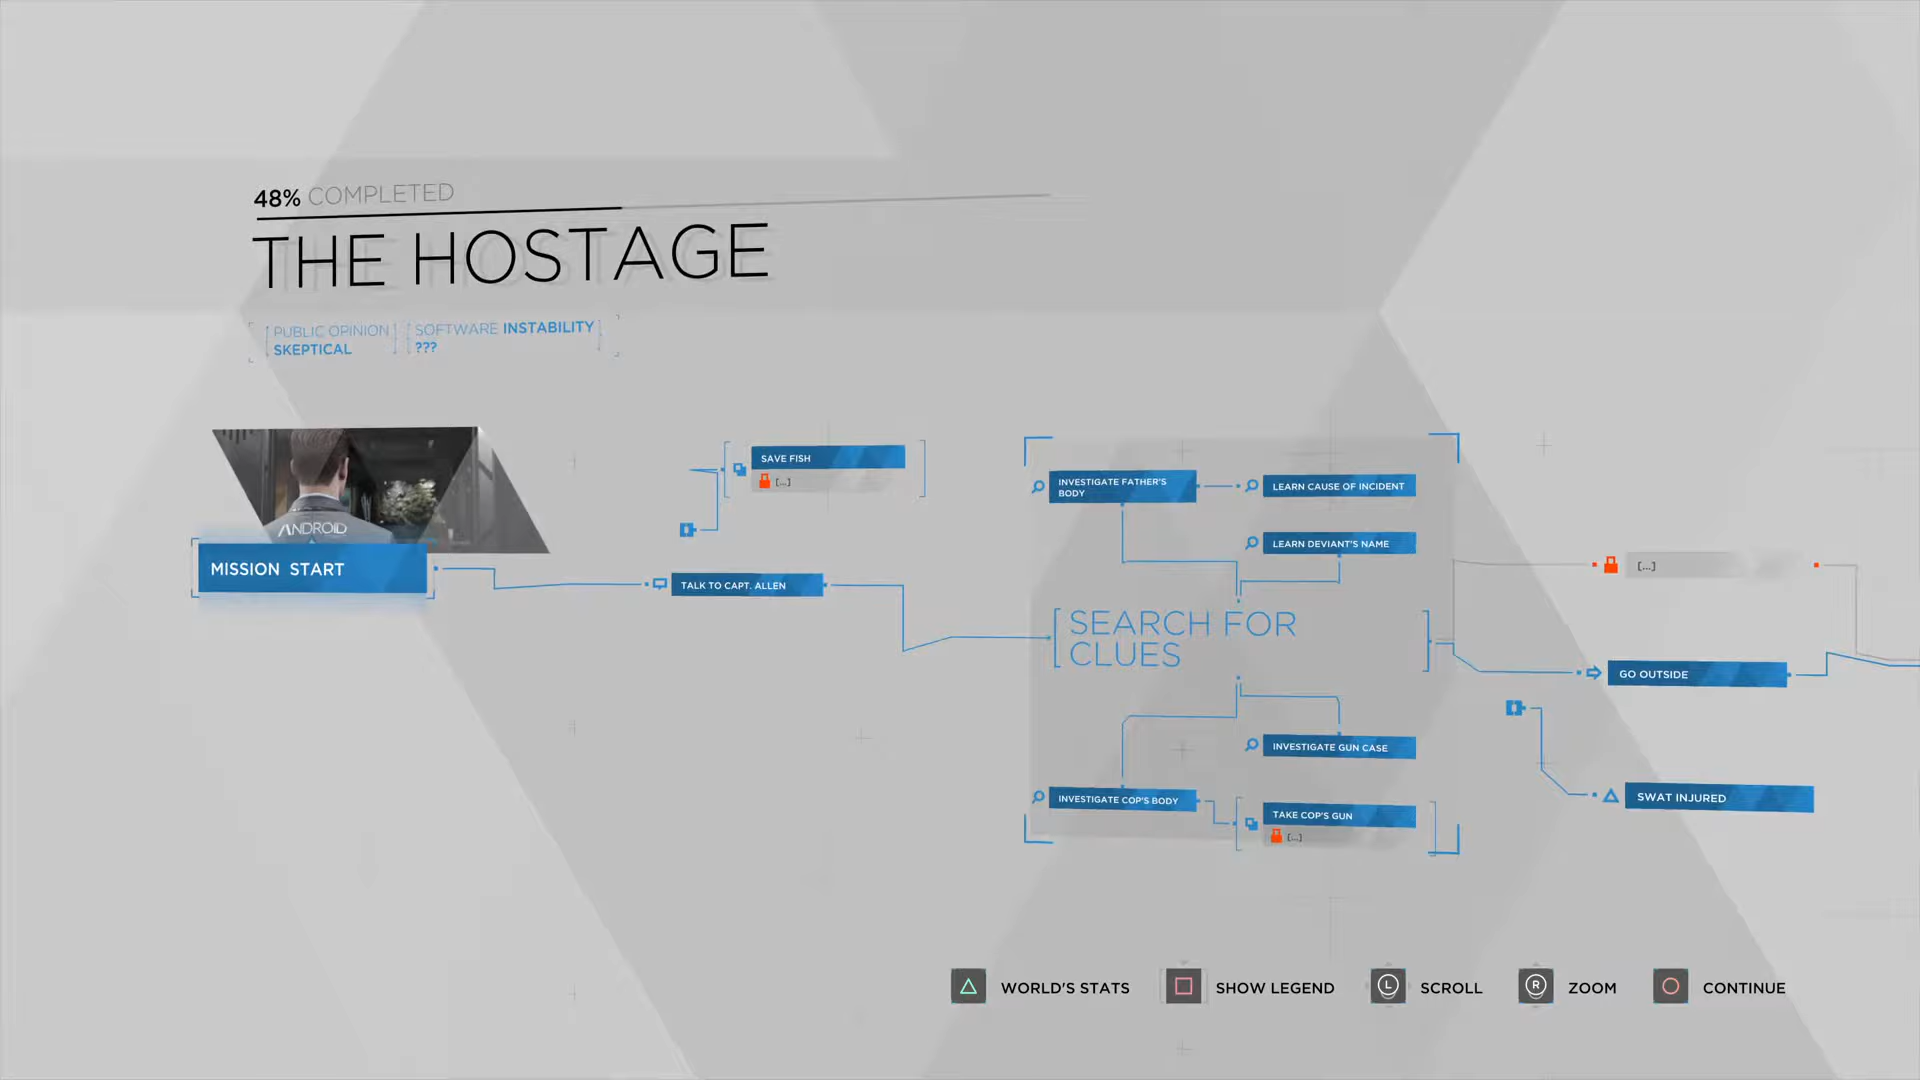 48% COMPLETED
THE HOSTAGE
PUBLIC OPINION
SKEPTICAL
SOFTWARE INSTABILITY
???
ANDROID
MISSION START
SAVE FISH
[...]
TALK TO CAPT. ALLEN
INVESTIGATE FATHER'S
BODY
LEARN CAUSE OF INCIDENT
LEARN DEVIANT'S NAME
SEARCH FOR
CLUES
INVESTIGATE GUN CASE
INVESTIGATE COP'S BODY
TAKE COP'S GUN
[...]
[...]
GO OUTSIDE
SWAT INJURED
WORLD'S STATS
SHOW LEGEND
L
SCROLL
R
ZOOM
CONTINUE